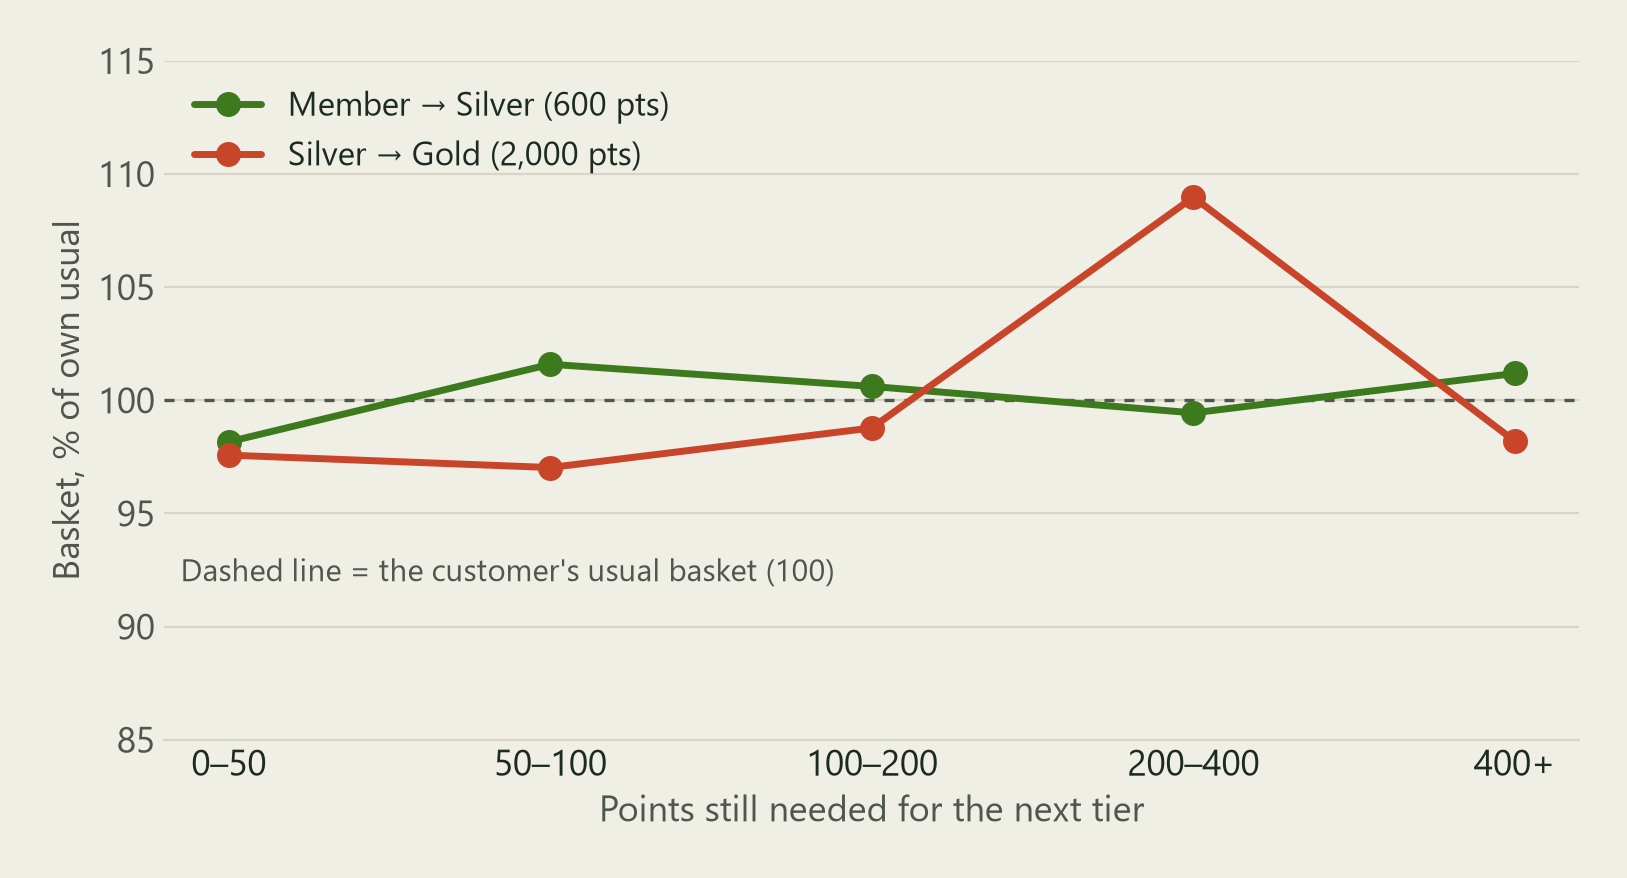 115
Member → Silver (600 pts)
Silver → Gold (2,000 pts)
110
105
100
95
90
85
Basket, % of own usual
Dashed line = the customer's usual basket (100)
0–50
50–100
100–200
200–400
400+
Points still needed for the next tier